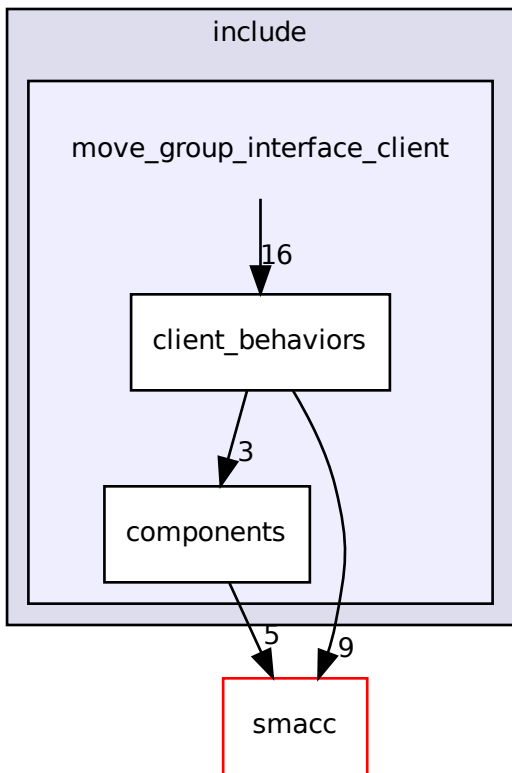 include
move_group_interface_client
16
client_behaviors
3
components
5
9
smacc